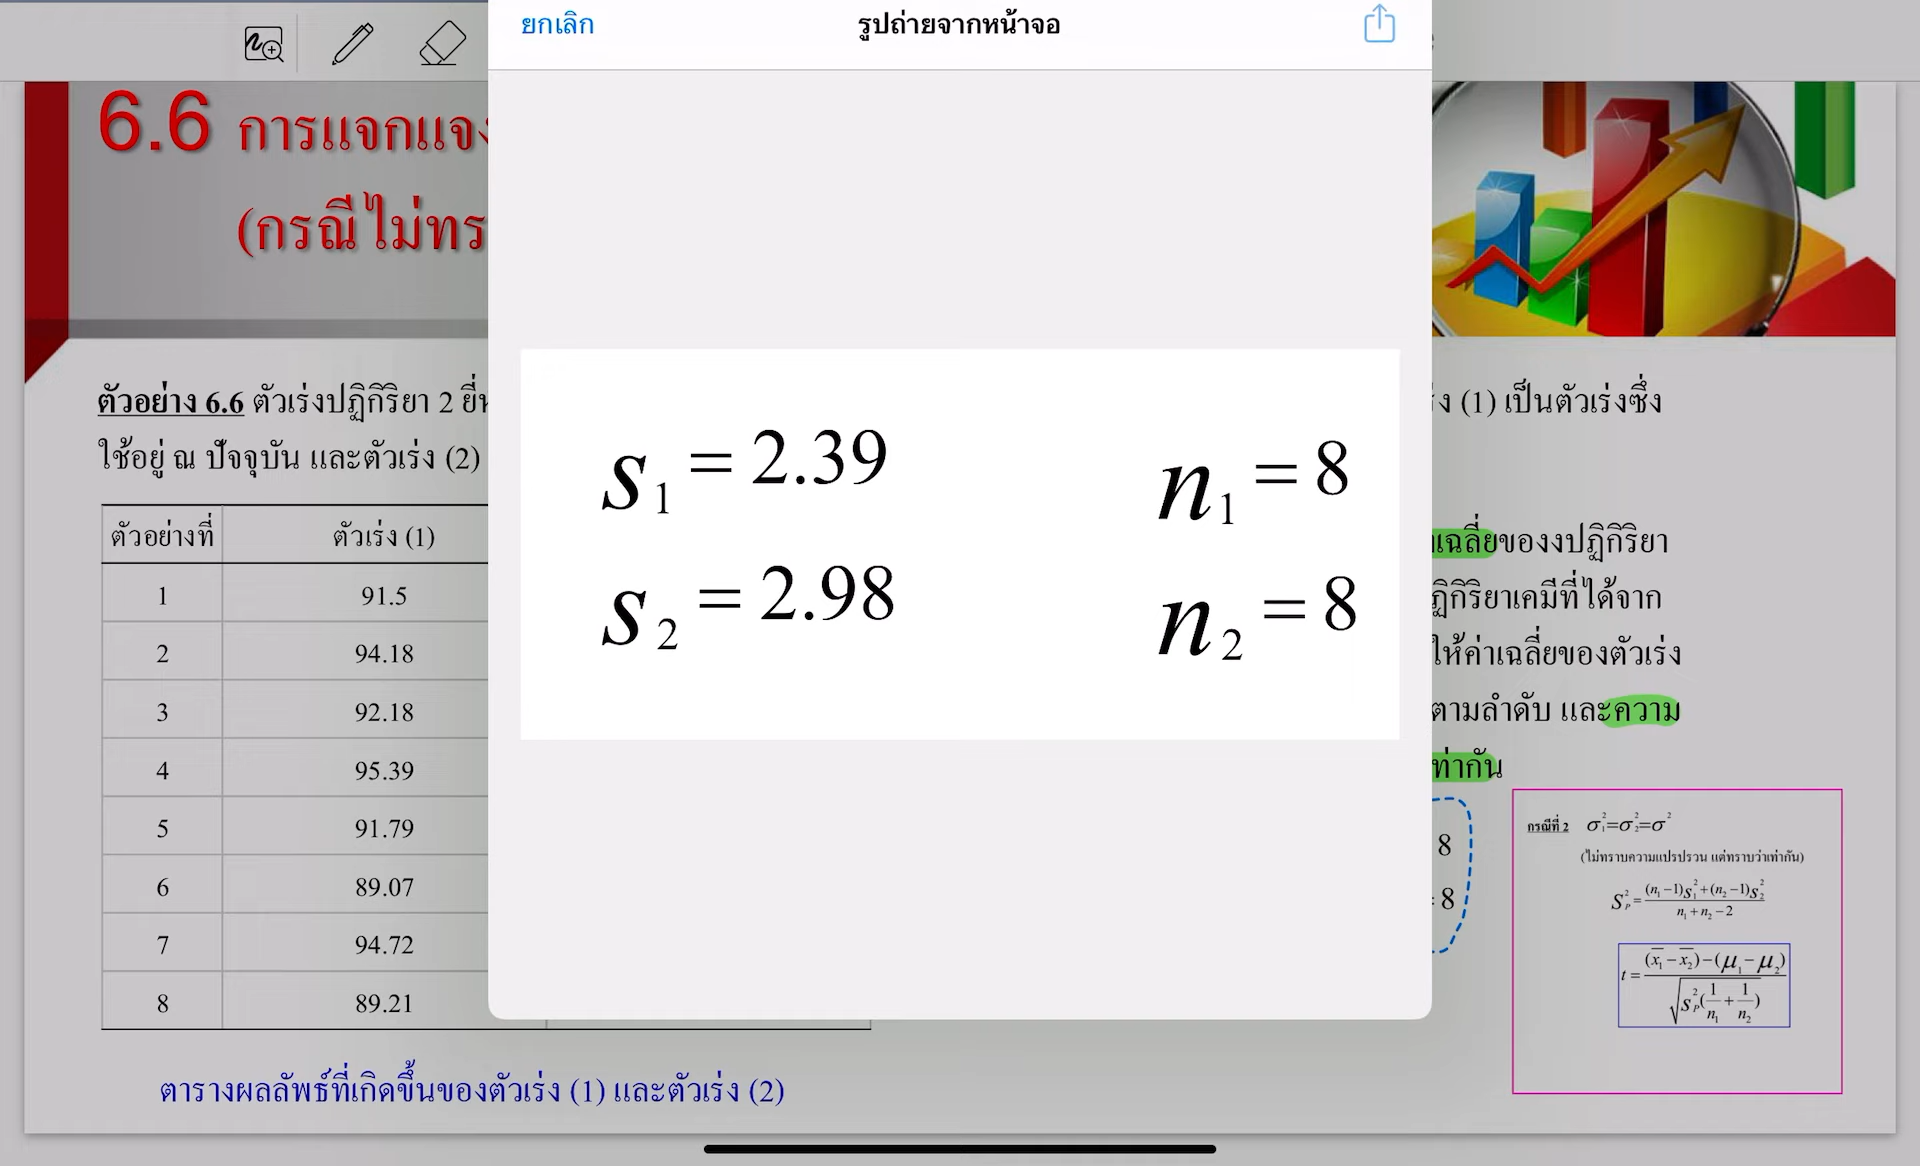 ยกเลิก รูปถ่ายจากหน้าจอ
6.6 การแจกแจง
(กรณีไม่ทร
ตัวอย่าง 6.6 ตัวเร่งปฏิกิริยา 2 ยี่ห
ง (1) เป็นตัวเร่งซึ่ง
ใช้อยู่ ณ ปัจจุบัน และตัวเร่ง (2)
s₁ = 2.39 n₁ = 8
s₂ = 2.98 n₂ = 8
ตัวอย่างที่ ตัวเร่ง (1)
1 91.5
2 94.18
3 92.18
4 95.39
5 91.79
6 89.07
7 94.72
8 89.21
เฉลี่ยของงปฏิกิริยา
ฏิกิริยาเคมีที่ได้จาก
ให้ค่าเฉลี่ยของตัวเร่ง
ตามลำดับ และความ
ท่ากัน
8
= 8
กรณีที่ 2 σ₁²=σ₂²=σ²
(ไม่ทราบความแปรปรวน แต่ทราบว่าเท่ากัน)
S_P² = ((n₁−1)s₁²+(n₂−1)s₂²)/(n₁+n₂−2)
t = ((x̄₁−x̄₂)−(μ₁−μ₂))/√(s_P²(1/n₁+1/n₂))
ตารางผลลัพธ์ที่เกิดขึ้นของตัวเร่ง (1) และตัวเร่ง (2)